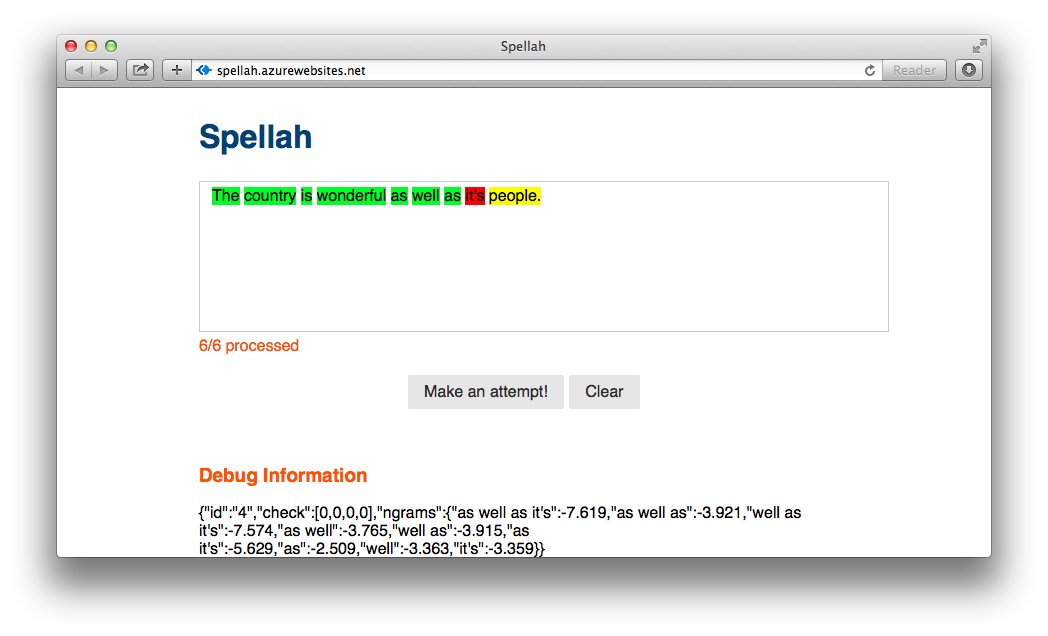 Spellah
spellah.azurewebsites.net
Reader
Spellah
The country is wonderful as well as it's people.
6/6 processed
Make an attempt!
Clear
Debug Information
{"id":"4","check":[0,0,0,0],"ngrams":{"as well as it's":-7.619,"as well as":-3.921,"well as
it's":-7.574,"as well":-3.765,"well as":-3.915,"as
it's":-5.629,"as":-2.509,"well":-3.363,"it's":-3.359}}